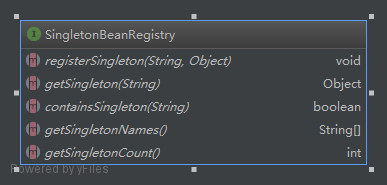 SingletonBeanRegistry
registerSingleton(String, Object) void
getSingleton(String) Object
containsSingleton(String) boolean
getSingletonNames() String[]
getSingletonCount() int
Powered by yFiles